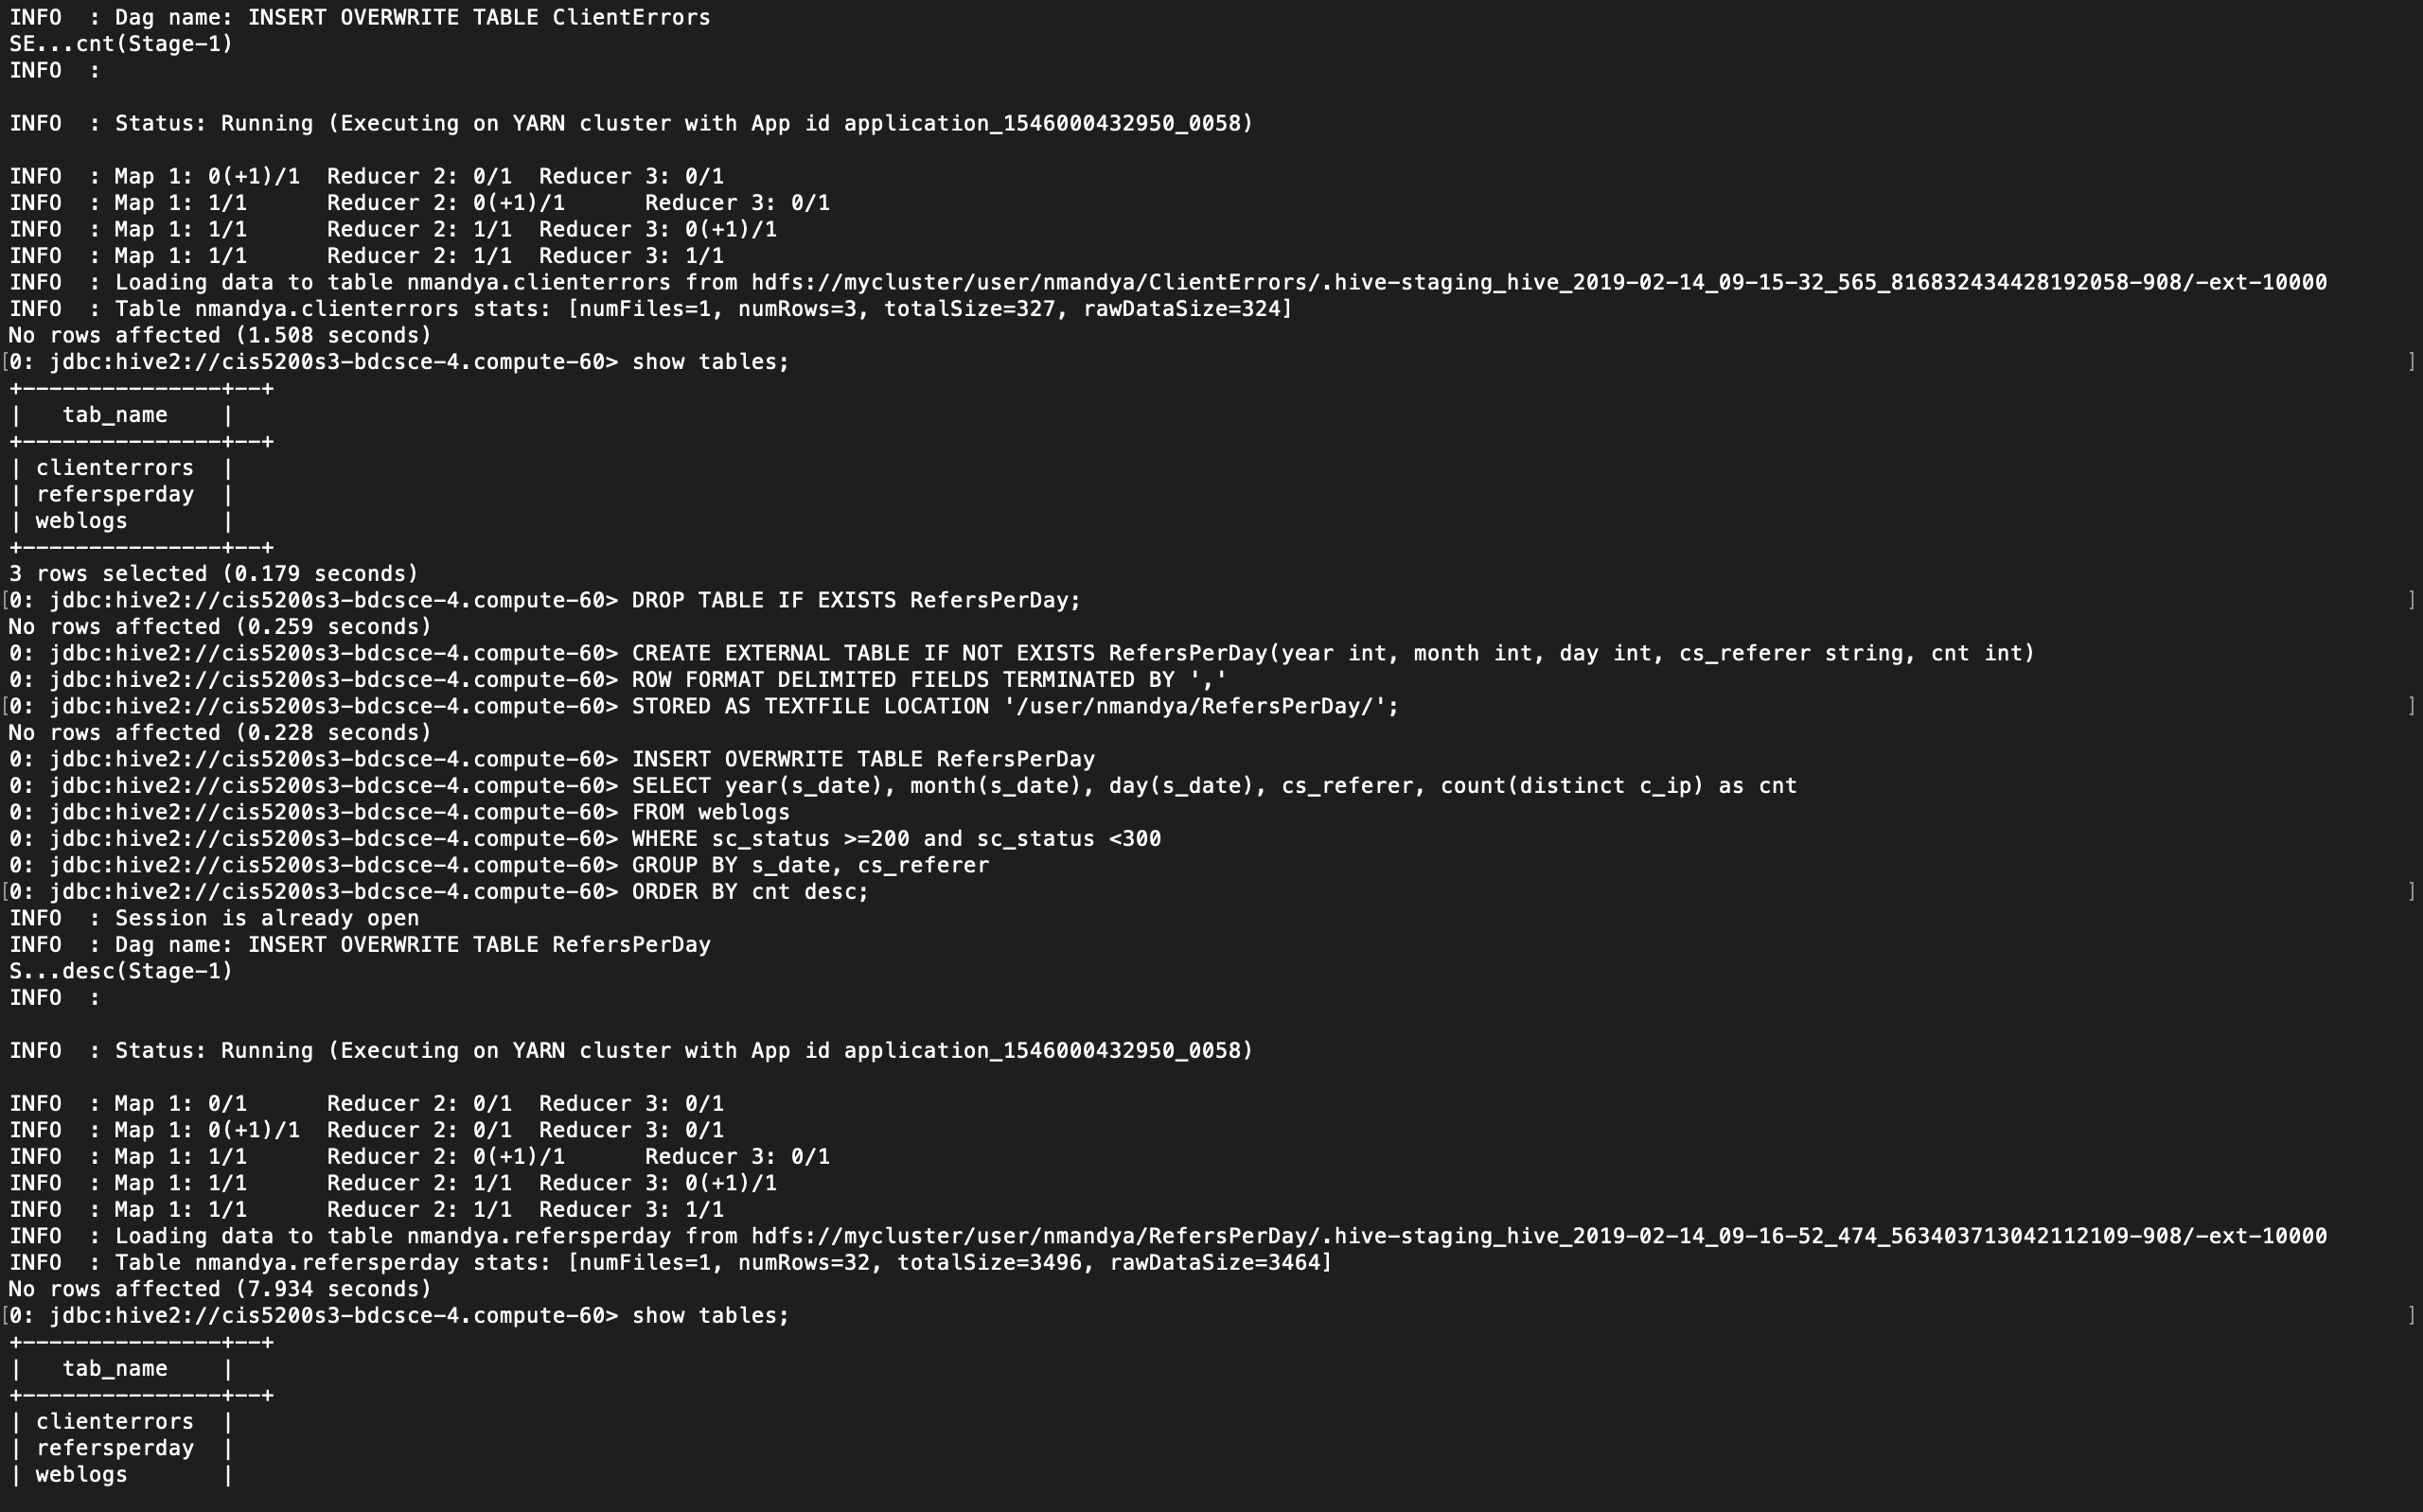 INFO  : Dag name: INSERT OVERWRITE TABLE ClientErrors
SE...cnt(Stage-1)
INFO  :
INFO  : Status: Running (Executing on YARN cluster with App id application_1546000432950_0058)
INFO  : Map 1: 0(+1)/1  Reducer 2: 0/1  Reducer 3: 0/1
INFO  : Map 1: 1/1      Reducer 2: 0(+1)/1      Reducer 3: 0/1
INFO  : Map 1: 1/1      Reducer 2: 1/1  Reducer 3: 0(+1)/1
INFO  : Map 1: 1/1      Reducer 2: 1/1  Reducer 3: 1/1
INFO  : Loading data to table nmandya.clienterrors from hdfs://mycluster/user/nmandya/ClientErrors/.hive-staging_hive_2019-02-14_09-15-32_565_816832434428192058-908/-ext-10000
INFO  : Table nmandya.clienterrors stats: [numFiles=1, numRows=3, totalSize=327, rawDataSize=324]
No rows affected (1.508 seconds)
[0: jdbc:hive2://cis5200s3-bdcsce-4.compute-60> show tables; ]
+---------------+--+
|   tab_name    |
+---------------+--+
| clienterrors  |
| refersperday  |
| weblogs       |
+---------------+--+
3 rows selected (0.179 seconds)
[0: jdbc:hive2://cis5200s3-bdcsce-4.compute-60> DROP TABLE IF EXISTS RefersPerDay; ]
No rows affected (0.259 seconds)
0: jdbc:hive2://cis5200s3-bdcsce-4.compute-60> CREATE EXTERNAL TABLE IF NOT EXISTS RefersPerDay(year int, month int, day int, cs_referer string, cnt int)
0: jdbc:hive2://cis5200s3-bdcsce-4.compute-60> ROW FORMAT DELIMITED FIELDS TERMINATED BY ','
[0: jdbc:hive2://cis5200s3-bdcsce-4.compute-60> STORED AS TEXTFILE LOCATION '/user/nmandya/RefersPerDay/'; ]
No rows affected (0.228 seconds)
0: jdbc:hive2://cis5200s3-bdcsce-4.compute-60> INSERT OVERWRITE TABLE RefersPerDay
0: jdbc:hive2://cis5200s3-bdcsce-4.compute-60> SELECT year(s_date), month(s_date), day(s_date), cs_referer, count(distinct c_ip) as cnt
0: jdbc:hive2://cis5200s3-bdcsce-4.compute-60> FROM weblogs
0: jdbc:hive2://cis5200s3-bdcsce-4.compute-60> WHERE sc_status >=200 and sc_status <300
0: jdbc:hive2://cis5200s3-bdcsce-4.compute-60> GROUP BY s_date, cs_referer
[0: jdbc:hive2://cis5200s3-bdcsce-4.compute-60> ORDER BY cnt desc; ]
INFO  : Session is already open
INFO  : Dag name: INSERT OVERWRITE TABLE RefersPerDay
S...desc(Stage-1)
INFO  :
INFO  : Status: Running (Executing on YARN cluster with App id application_1546000432950_0058)
INFO  : Map 1: 0/1      Reducer 2: 0/1  Reducer 3: 0/1
INFO  : Map 1: 0(+1)/1  Reducer 2: 0/1  Reducer 3: 0/1
INFO  : Map 1: 1/1      Reducer 2: 0(+1)/1      Reducer 3: 0/1
INFO  : Map 1: 1/1      Reducer 2: 1/1  Reducer 3: 0(+1)/1
INFO  : Map 1: 1/1      Reducer 2: 1/1  Reducer 3: 1/1
INFO  : Loading data to table nmandya.refersperday from hdfs://mycluster/user/nmandya/RefersPerDay/.hive-staging_hive_2019-02-14_09-16-52_474_563403713042112109-908/-ext-10000
INFO  : Table nmandya.refersperday stats: [numFiles=1, numRows=32, totalSize=3496, rawDataSize=3464]
No rows affected (7.934 seconds)
[0: jdbc:hive2://cis5200s3-bdcsce-4.compute-60> show tables; ]
+---------------+--+
|   tab_name    |
+---------------+--+
| clienterrors  |
| refersperday  |
| weblogs       |